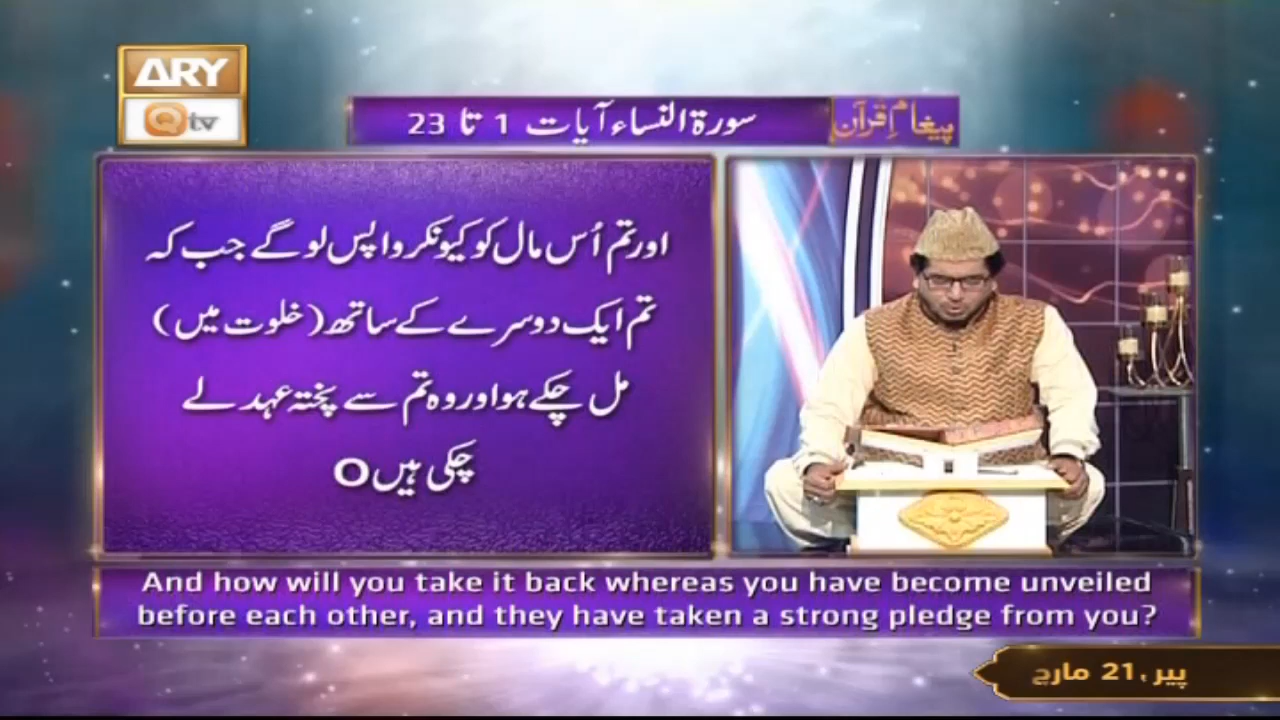 ARY
Qtv
سورۃ النساء آیات 1 تا 23
پیغامِ قرآن
اور تم اُس مال کو کیونکر واپس لو گے جب کہ
تم ایک دوسرے کے ساتھ (خلوت میں)
مل چکے ہو اور وہ تم سے پختہ عہد لے
چکی ہیں O
And how will you take it back whereas you have become unveiled
before each other, and they have taken a strong pledge from you?
پیر، 21 مارچ